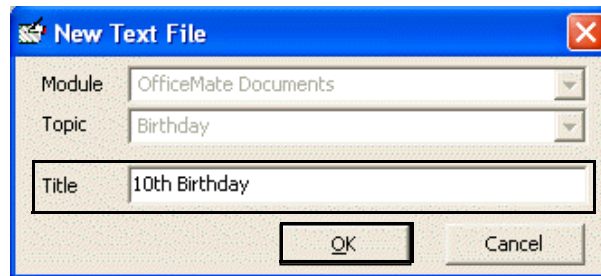 New Text File
Module OfficeMate Documents
Topic Birthday
Title 10th Birthday
OK Cancel